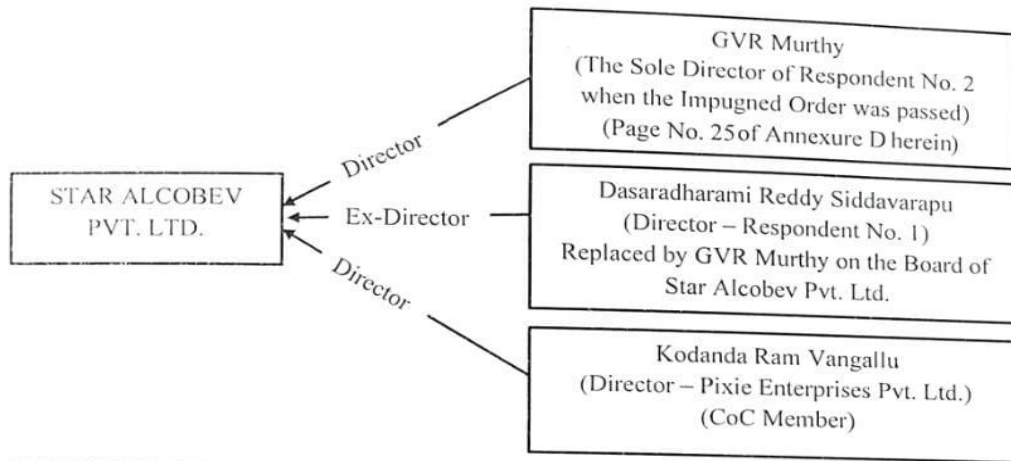 GVR Murthy
(The Sole Director of Respondent No. 2
when the Impugned Order was passed)
(Page No. 25 of Annexure D herein)
Director
STAR ALCOBEV
PVT. LTD.
Ex-Director
Dasaradharami Reddy Siddavarapu
(Director – Respondent No. 1)
Replaced by GVR Murthy on the Board of
Star Alcobev Pvt. Ltd.
Director
Kodanda Ram Vangallu
(Director – Pixie Enterprises Pvt. Ltd.)
(CoC Member)